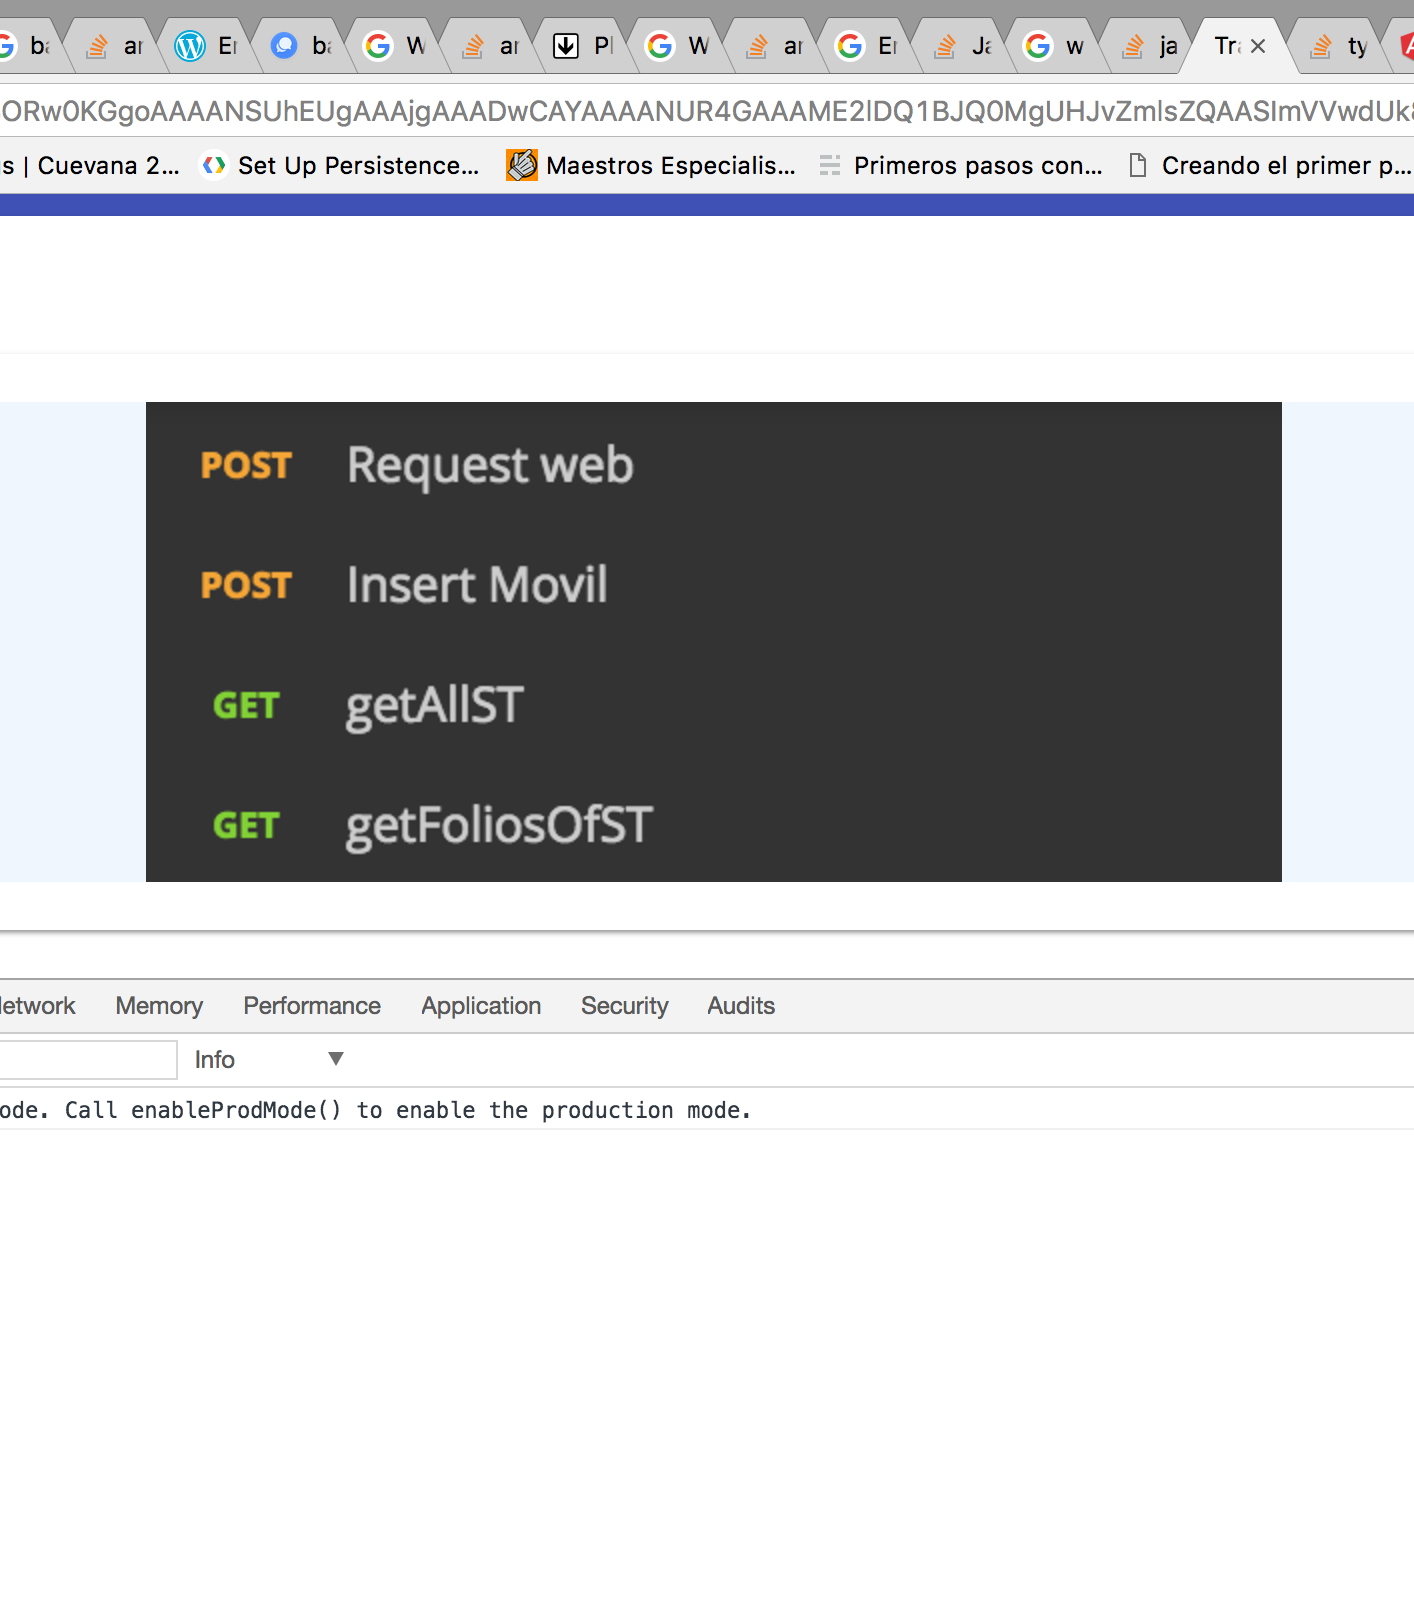 ba ar Er ba W ar Pl W ar Er Ja w ja Tra ty
ORw0KGgoAAAANSUhEUgAAAjgAAADwCAYAAAANUR4GAAAME2lDQ1BJQ0MgUHJvZmlsZQAASImVVwdUk
s | Cuevana 2... Set Up Persistence... Maestros Especialis... Primeros pasos con... Creando el primer p...
POST Request web
POST Insert Movil
GET getAllST
GET getFoliosOfST
etwork Memory Performance Application Security Audits
Info
ode. Call enableProdMode() to enable the production mode.